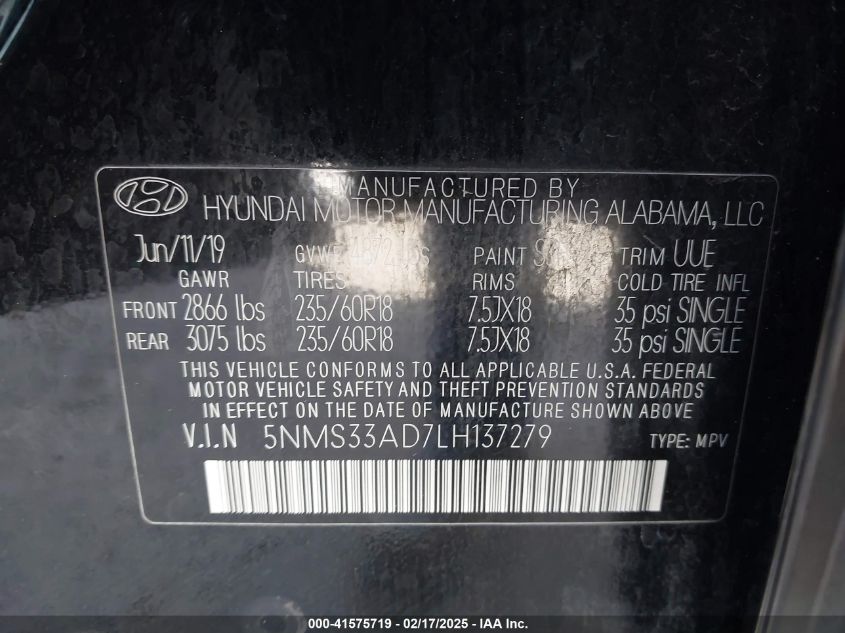 MANUFACTURED BY
HYUNDAI MOTOR MANUFACTURING ALABAMA, LLC
Jun/11/19 PAINT TRIM UUE
GAWR TIRES RIMS COLD TIRE INFL
FRONT 2866 lbs 235/60R18 7.5JX18 35 psi SINGLE
REAR 3075 lbs 235/60R18 7.5JX18 35 psi SINGLE
THIS VEHICLE CONFORMS TO ALL APPLICABLE U.S.A. FEDERAL
MOTOR VEHICLE SAFETY AND THEFT PREVENTION STANDARDS
IN EFFECT ON THE DATE OF MANUFACTURE SHOWN ABOVE
V.I.N 5NMS33AD7LH137279 TYPE: MPV
000-41575719 - 02/17/2025 - IAA Inc.